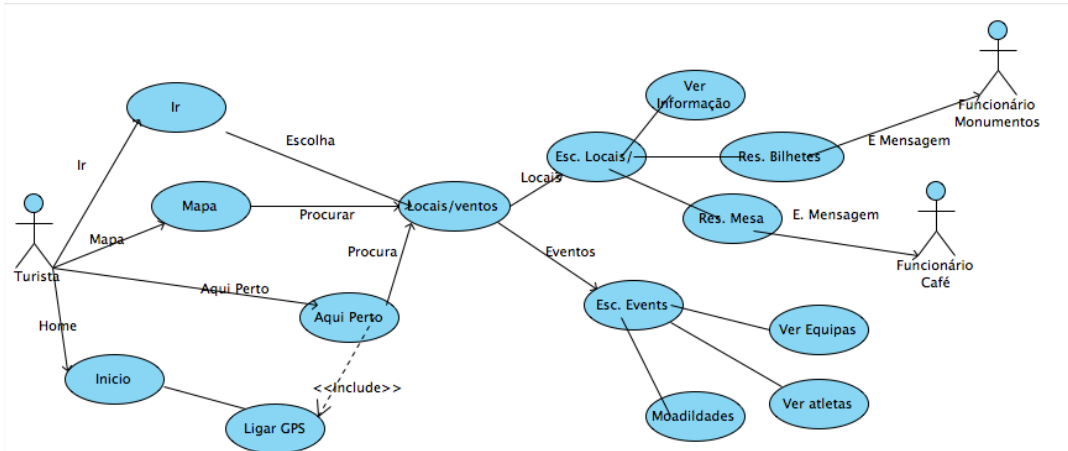 Ver
Informação
Funcionário
Monumentos
Ir
Escolha
E Mensagem
Esc. Locais/
Res. Bilhetes
Ir
Locais
Mapa
Procurar
Locais/ventos
Res. Mesa
E. Mensagem
Mapa
Procura
Eventos
Funcionário
Café
Turista
Aqui Perto
Esc. Events
Aqui Perto
Home
Ver Equipas
Inicio
<<Include>>
Ver atletas
Moadildades
Ligar GPS